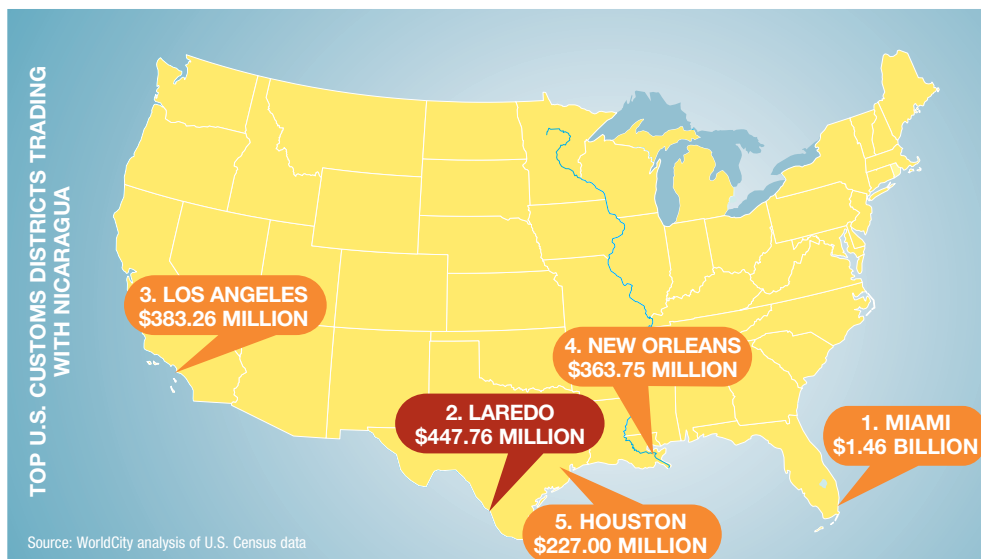 TOP U.S. CUSTOMS DISTRICTS TRADING
WITH NICARAGUA
3. LOS ANGELES
$383.26 MILLION
4. NEW ORLEANS
$363.75 MILLION
2. LAREDO
$447.76 MILLION
1. MIAMI
$1.46 BILLION
5. HOUSTON
$227.00 MILLION
Source: WorldCity analysis of U.S. Census data